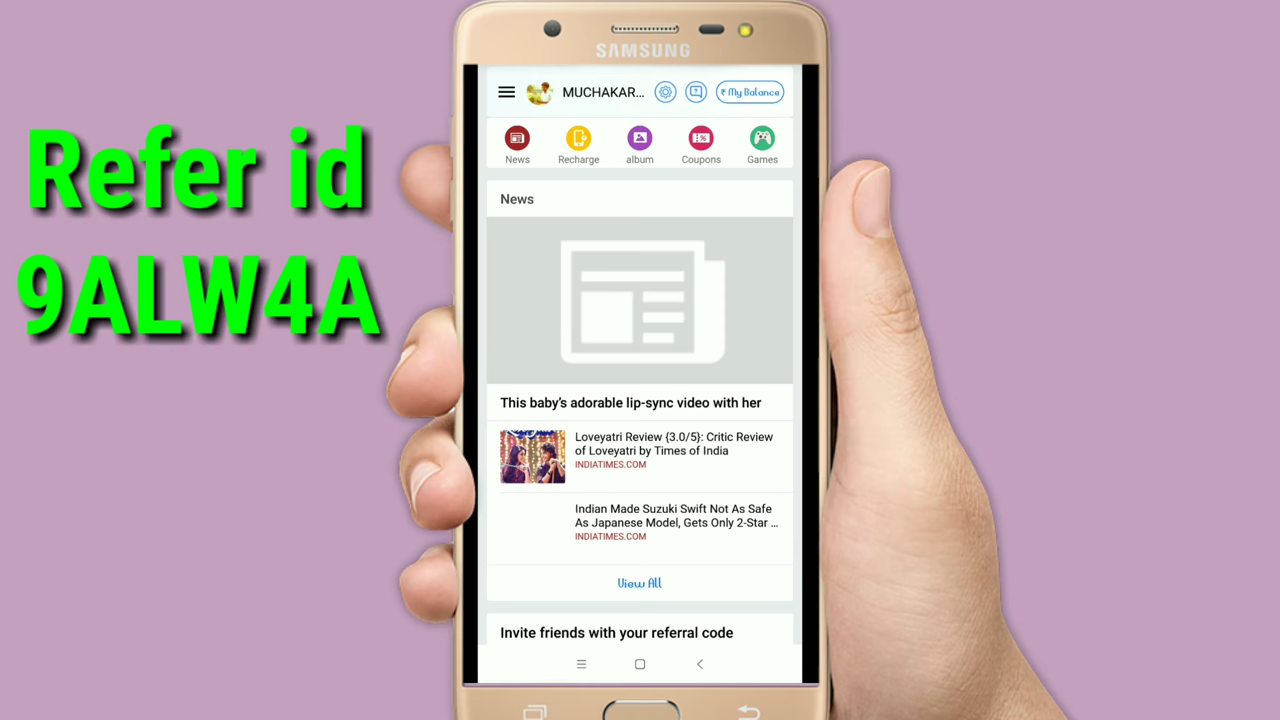 Refer id
9ALW4A
SAMSUNG
MUCHAKAR...
₹ My Balance
News
Recharge
album
Coupons
Games
News
This baby's adorable lip-sync video with her
Loveyatri Review {3.0/5}: Critic Review
of Loveyatri by Times of India
INDIATIMES.COM
Indian Made Suzuki Swift Not As Safe
As Japanese Model, Gets Only 2-Star ...
INDIATIMES.COM
View All
Invite friends with your referral code